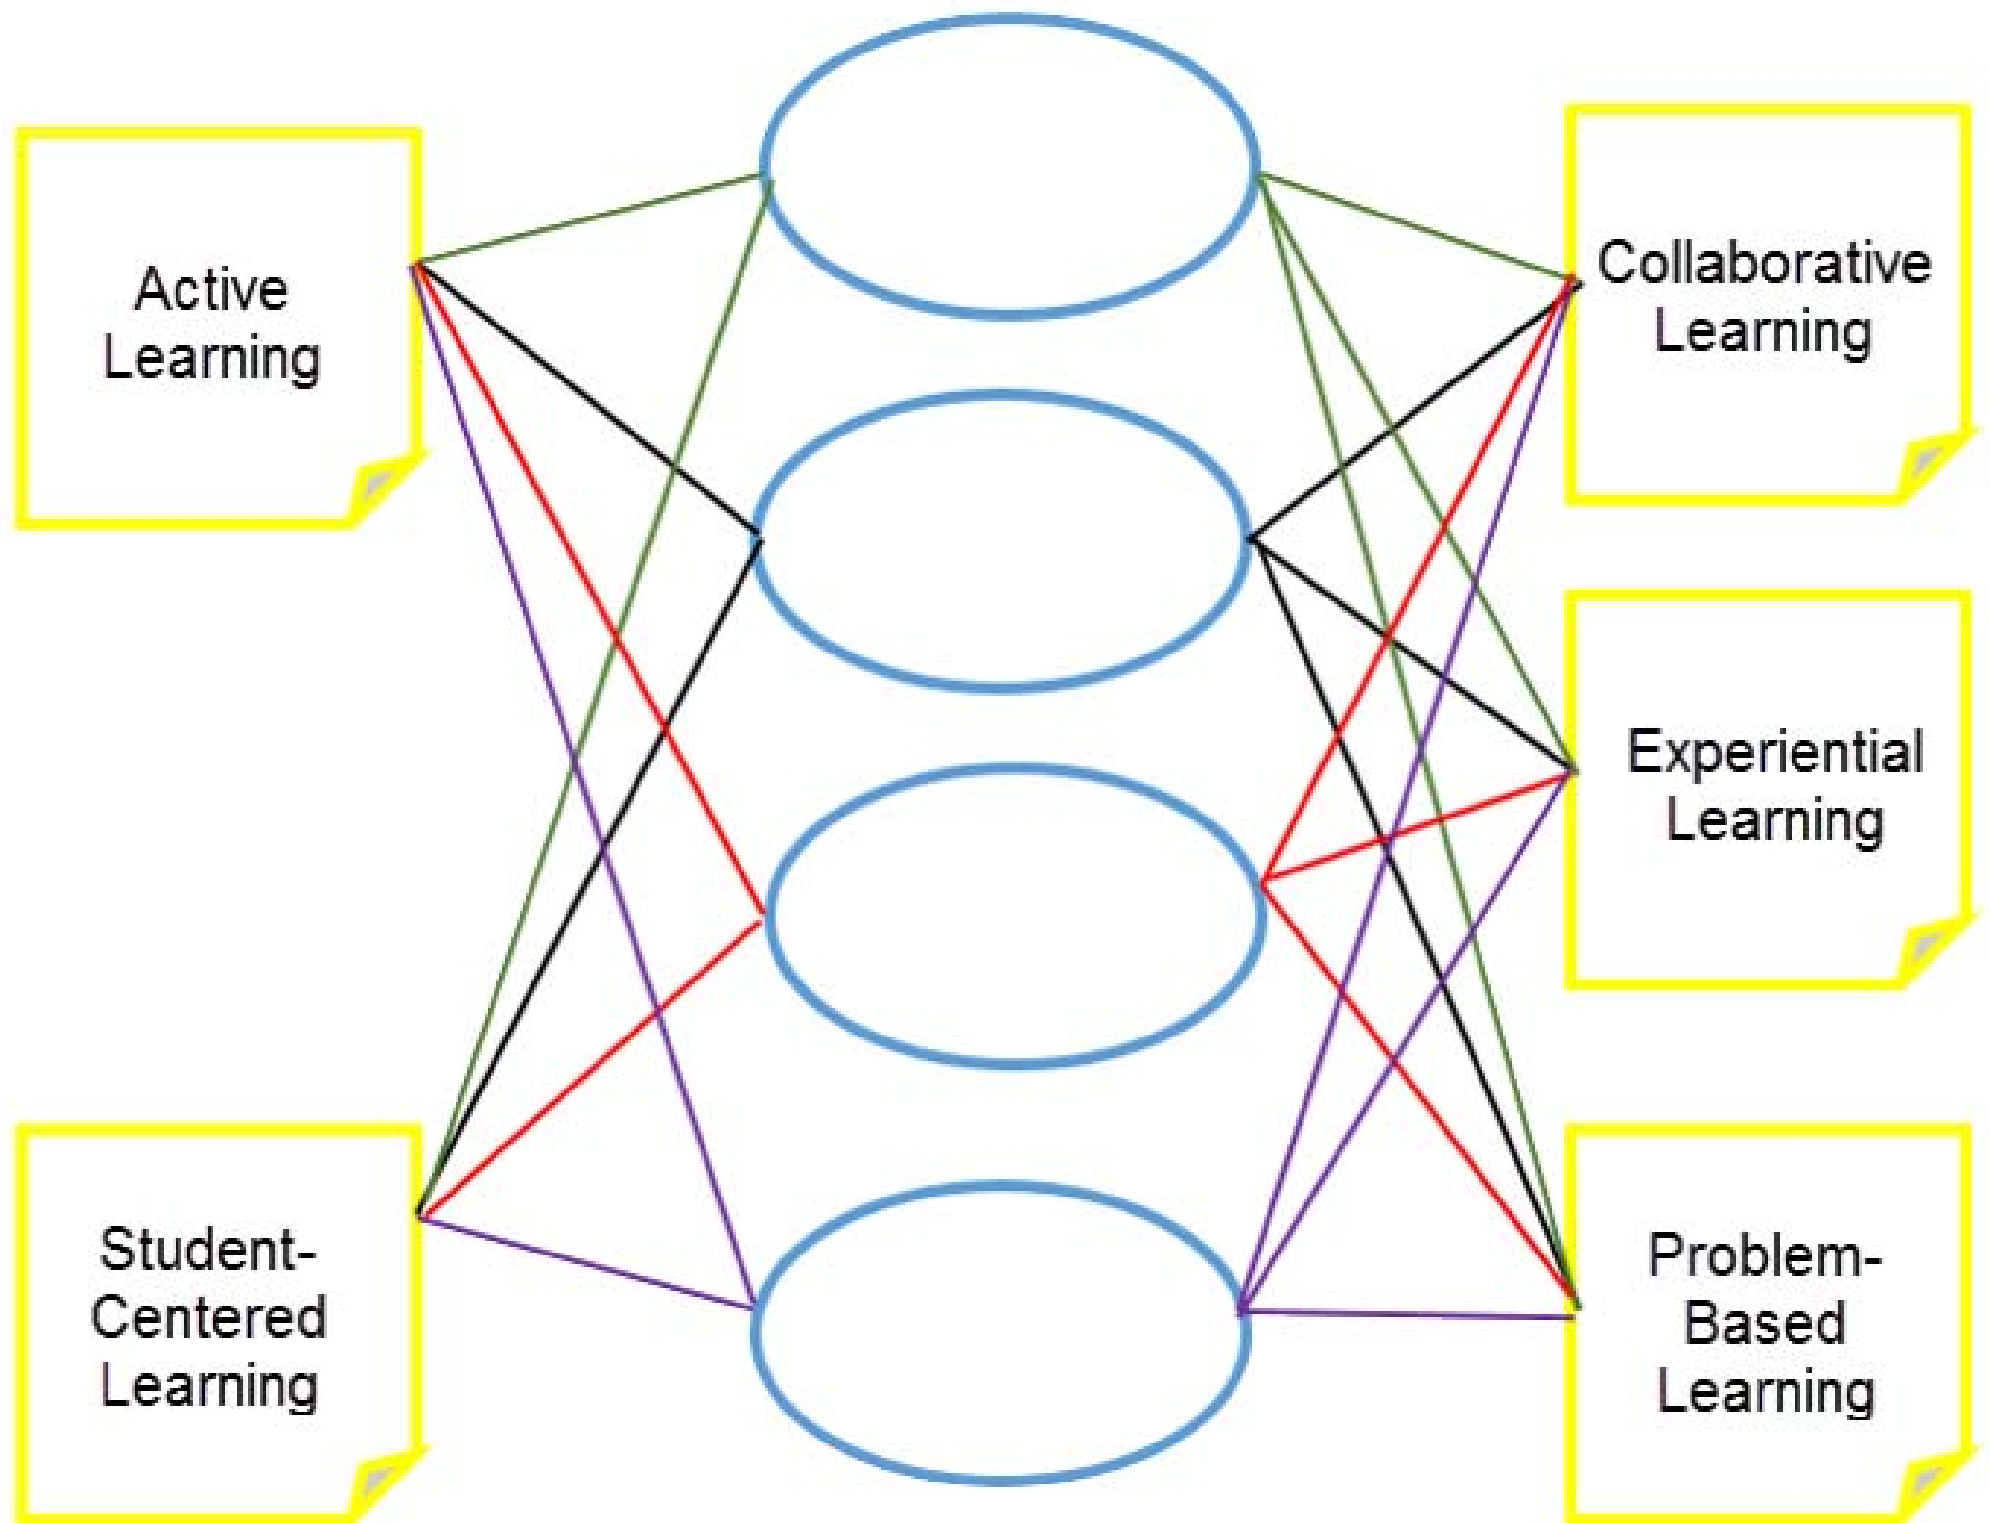 Active
Learning
Student-
Centered
Learning
Collaborative
Learning
Experiential
Learning
Problem-
Based
Learning